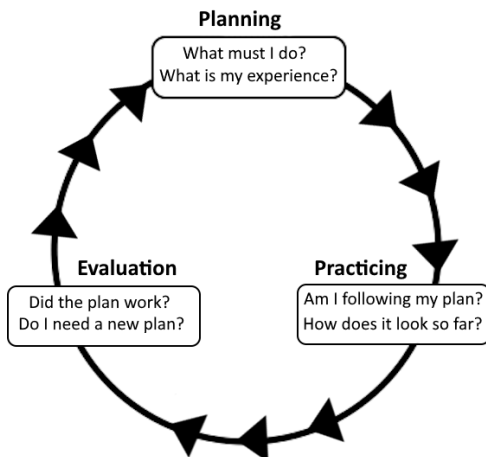 Planning
What must I do?
What is my experience?
Evaluation
Did the plan work?
Do I need a new plan?
Practicing
Am I following my plan?
How does it look so far?